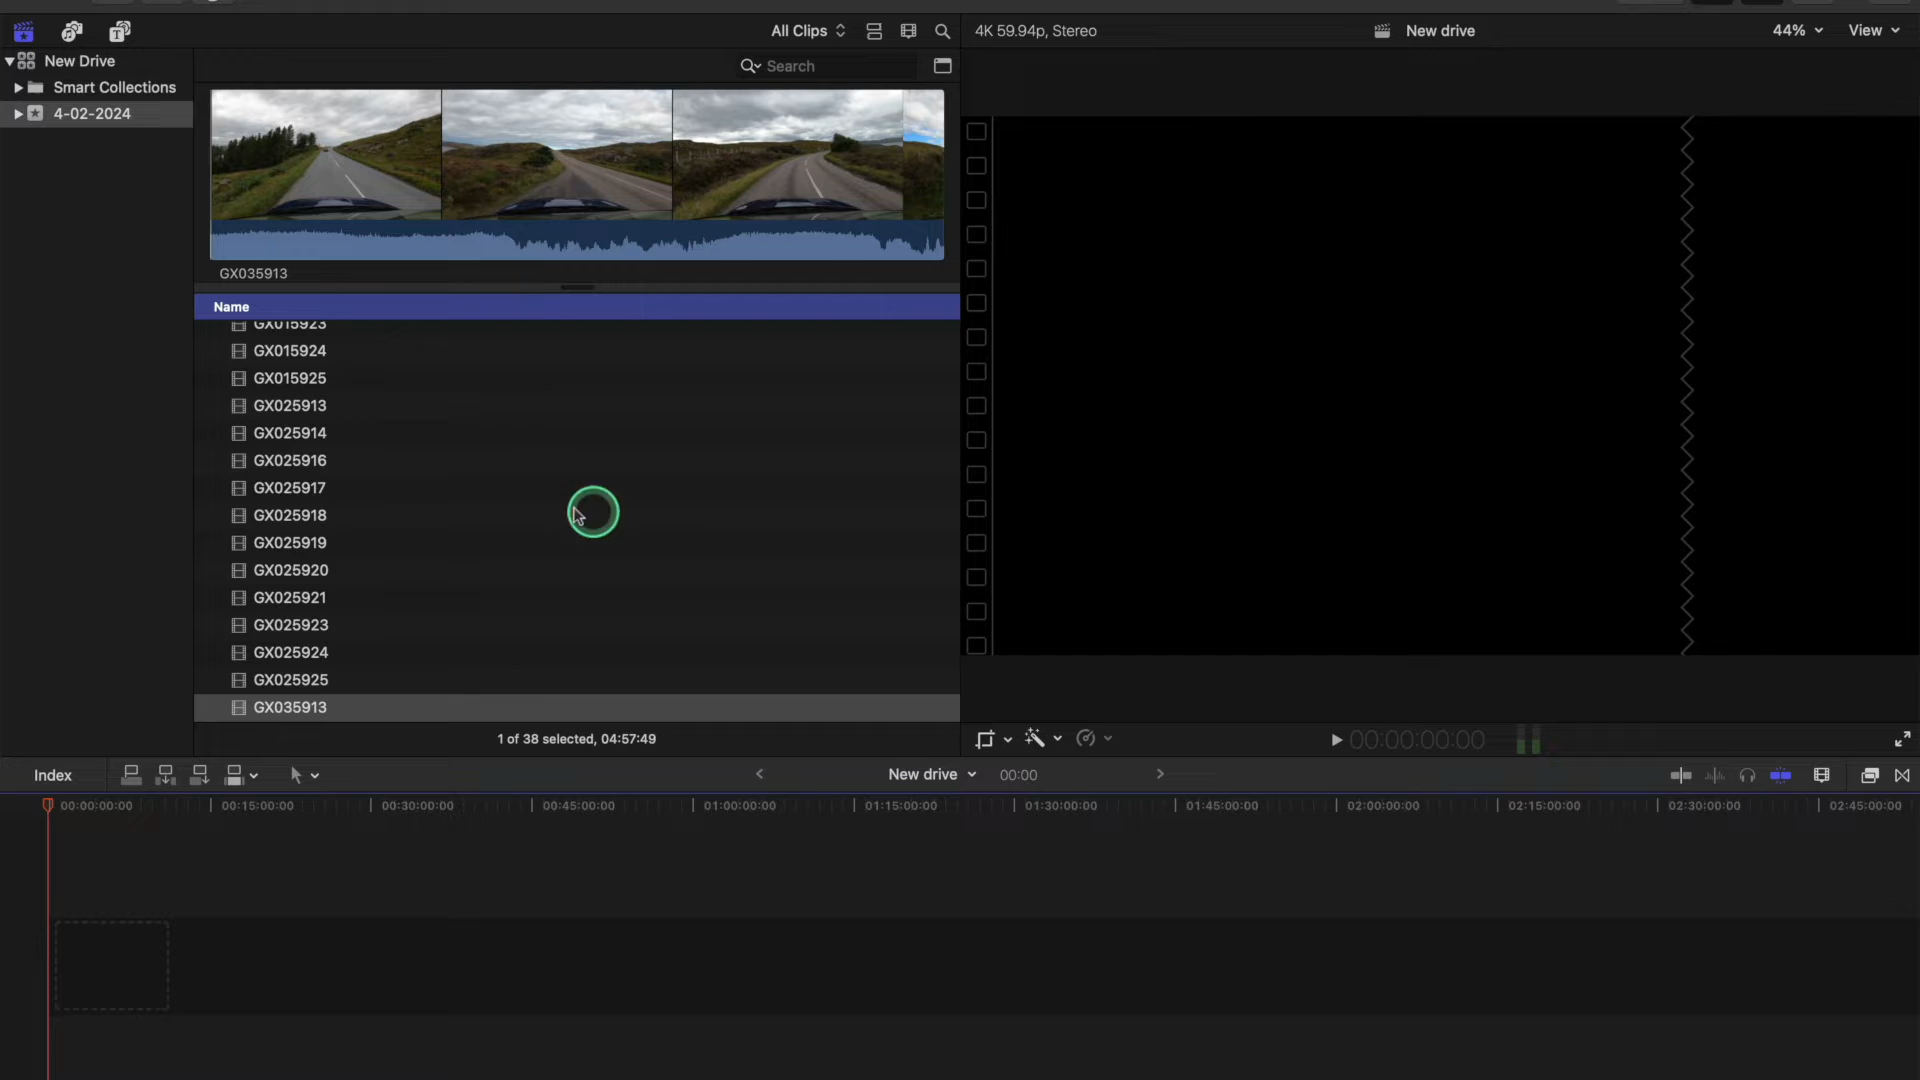 All Clips
4K 59.94p, Stereo
New drive
44%
View
New Drive
Smart Collections
4-02-2024
Search
GX035913
Name
GX015923
GX015924
GX015925
GX025913
GX025914
GX025916
GX025917
GX025918
GX025919
GX025920
GX025921
GX025923
GX025924
GX025925
GX035913
1 of 38 selected, 04:57:49
00:00:00:00
Index
New drive
00:00
00:00:00:00
00:15:00:00
00:30:00:00
00:45:00:00
01:00:00:00
01:15:00:00
01:30:00:00
01:45:00:00
02:00:00:00
02:15:00:00
02:30:00:00
02:45:00:00